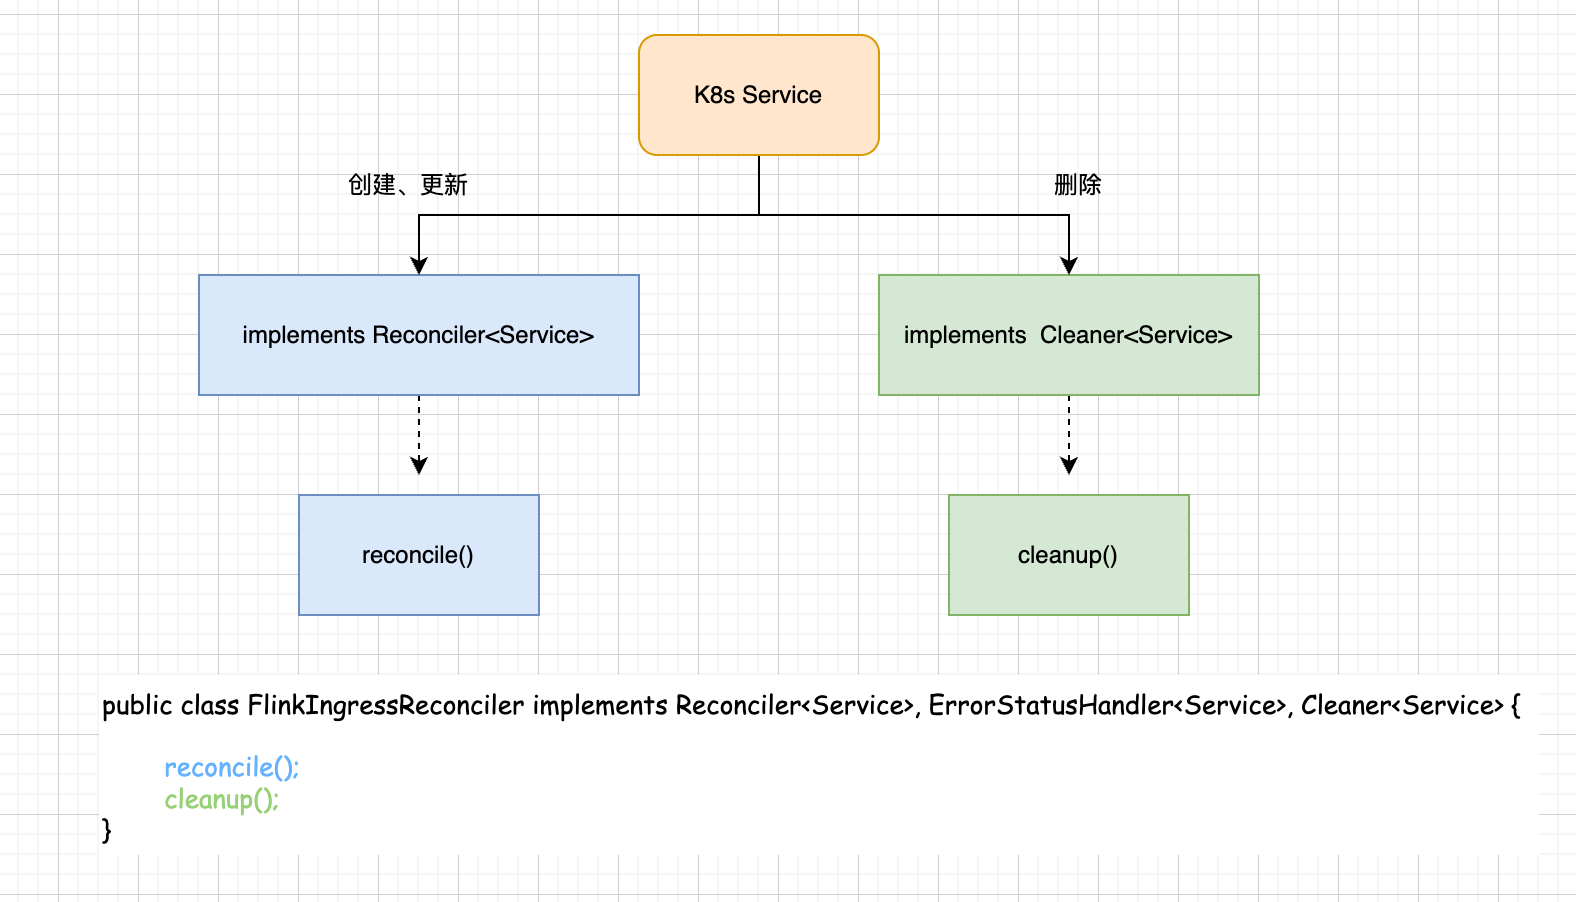 K8s Service
创建、更新
删除
implements Reconciler<Service>
implements  Cleaner<Service>
reconcile()
cleanup()
public class FlinkIngressReconciler implements Reconciler<Service>, ErrorStatusHandler<Service>, Cleaner<Service> {
reconcile();
cleanup();
}